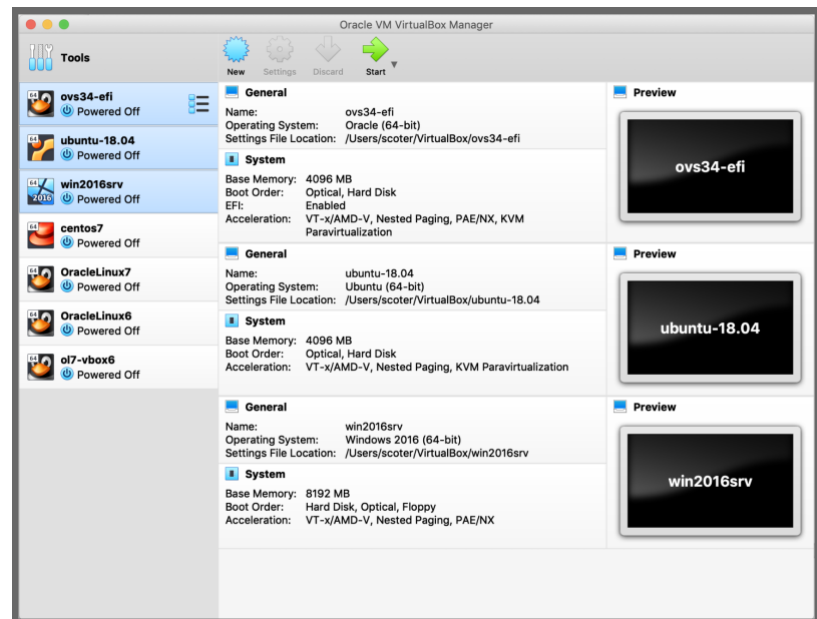 Oracle VM VirtualBox Manager
Tools
New Settings Discard Start
64
ovs34-efi
Powered Off
64
ubuntu-18.04
Powered Off
64
2016
win2016srv
Powered Off
64
centos7
Powered Off
64
OracleLinux7
Powered Off
64
OracleLinux6
Powered Off
64
ol7-vbox6
Powered Off
General
Name: ovs34-efi
Operating System: Oracle (64-bit)
Settings File Location: /Users/scoter/VirtualBox/ovs34-efi
System
Base Memory: 4096 MB
Boot Order: Optical, Hard Disk
EFI: Enabled
Acceleration: VT-x/AMD-V, Nested Paging, PAE/NX, KVM
Paravirtualization
Preview
ovs34-efi
General
Name: ubuntu-18.04
Operating System: Ubuntu (64-bit)
Settings File Location: /Users/scoter/VirtualBox/ubuntu-18.04
System
Base Memory: 4096 MB
Boot Order: Optical, Hard Disk
Acceleration: VT-x/AMD-V, Nested Paging, KVM Paravirtualization
Preview
ubuntu-18.04
General
Name: win2016srv
Operating System: Windows 2016 (64-bit)
Settings File Location: /Users/scoter/VirtualBox/win2016srv
System
Base Memory: 8192 MB
Boot Order: Hard Disk, Optical, Floppy
Acceleration: VT-x/AMD-V, Nested Paging, PAE/NX
Preview
win2016srv